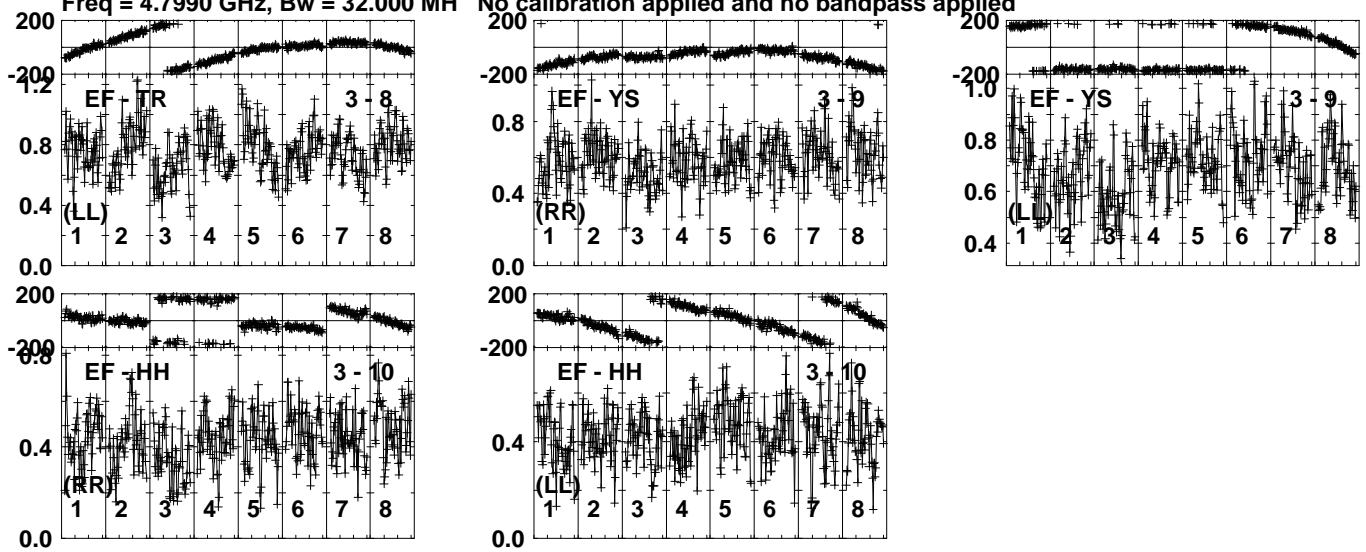 Freq = 4.7990 GHz, Bw = 32.000 MH No calibration applied and no bandpass applied
200
-200
1.2
0.8
0.4
0.0
EF - TR 3 - 8
(LL)
1 2 3 4 5 6 7 8
200
-200
0.8
0.4
0.0
EF - YS 3 - 9
(RR)
1 2 3 4 5 6 7 8
200
-200
1.0
0.8
0.6
0.4
EF - YS 3 - 9
(LL)
1 2 3 4 5 6 7 8
200
-200
0.8
0.4
0.0
EF - HH 3 - 10
(RR)
1 2 3 4 5 6 7 8
200
-200
0.4
0.0
EF - HH 3 - 10
(LL)
1 2 3 4 5 6 7 8